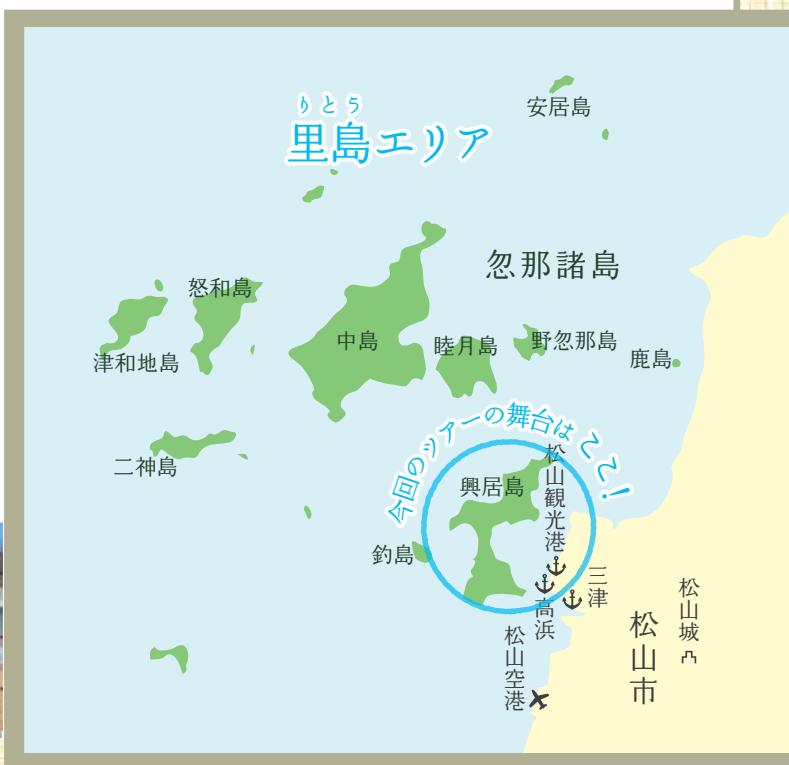 りとう
里島エリア
安居島
忽那諸島
怒和島
津和地島
中島
睦月島
野忽那島
鹿島
二神島
今回のツアーの舞台はここ!
興居島
釣島
松山観光港
高浜
三津
松山空港
松山市
松山城